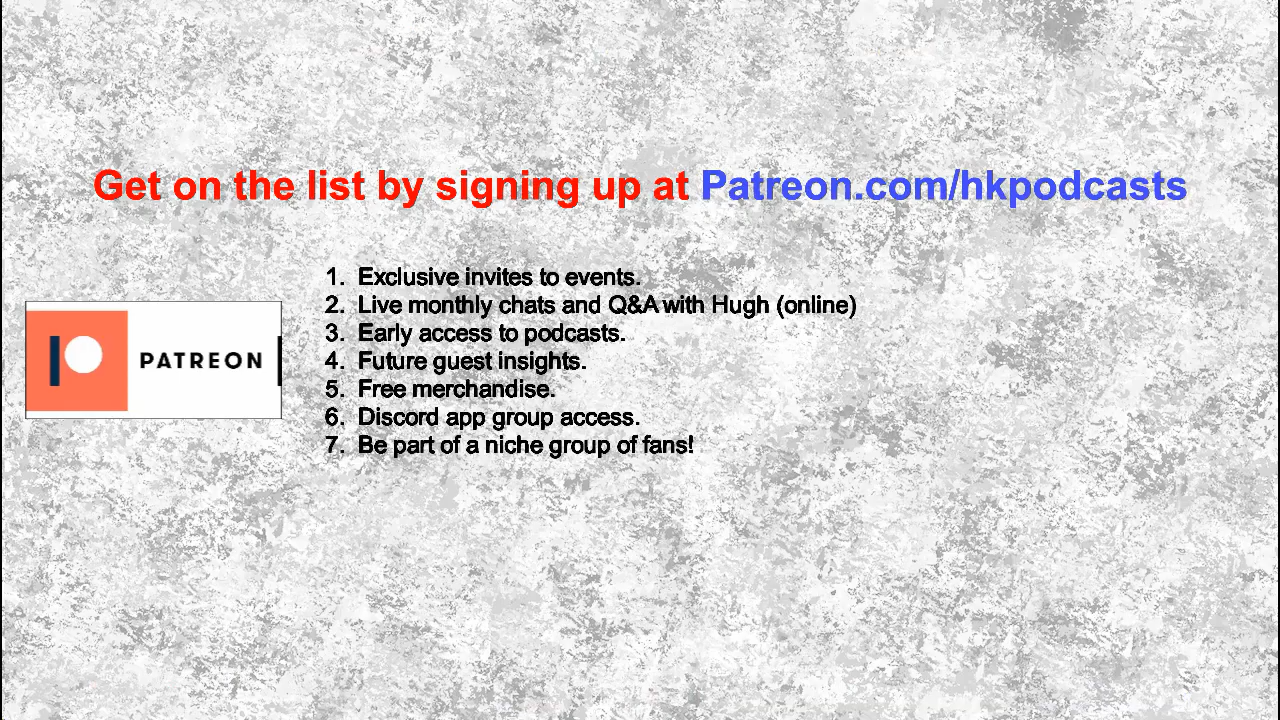 Get on the list by signing up at Patreon.com/hkpodcasts
1. Exclusive invites to events.
2. Live monthly chats and Q&A with Hugh (online)
3. Early access to podcasts.
PATREON
4. Future guest insights.
5. Free merchandise.
6. Discord app group access.
7. Be part of a niche group of fans!